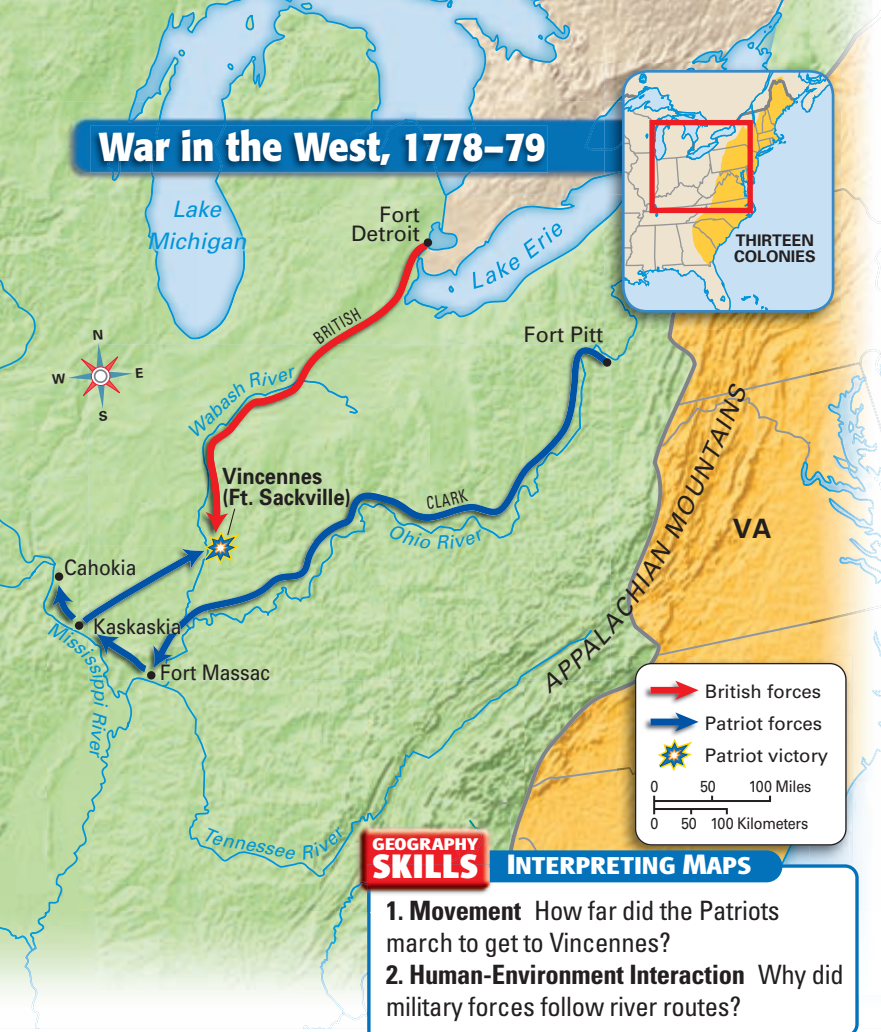 War in the West, 1778–79
THIRTEEN
COLONIES
Lake
Michigan
Fort
Detroit
Lake Erie
BRITISH
Fort Pitt
N
W
E
S
Wabash River
Vincennes
(Ft. Sackville)
CLARK
Ohio River
APPALACHIAN MOUNTAINS
VA
Cahokia
Kaskaskia
Mississippi River
Fort Massac
Tennessee River
British forces
Patriot forces
Patriot victory
0 50 100 Miles
0 50 100 Kilometers
GEOGRAPHY
SKILLS
INTERPRETING MAPS
1. Movement How far did the Patriots
march to get to Vincennes?
2. Human-Environment Interaction Why did
military forces follow river routes?